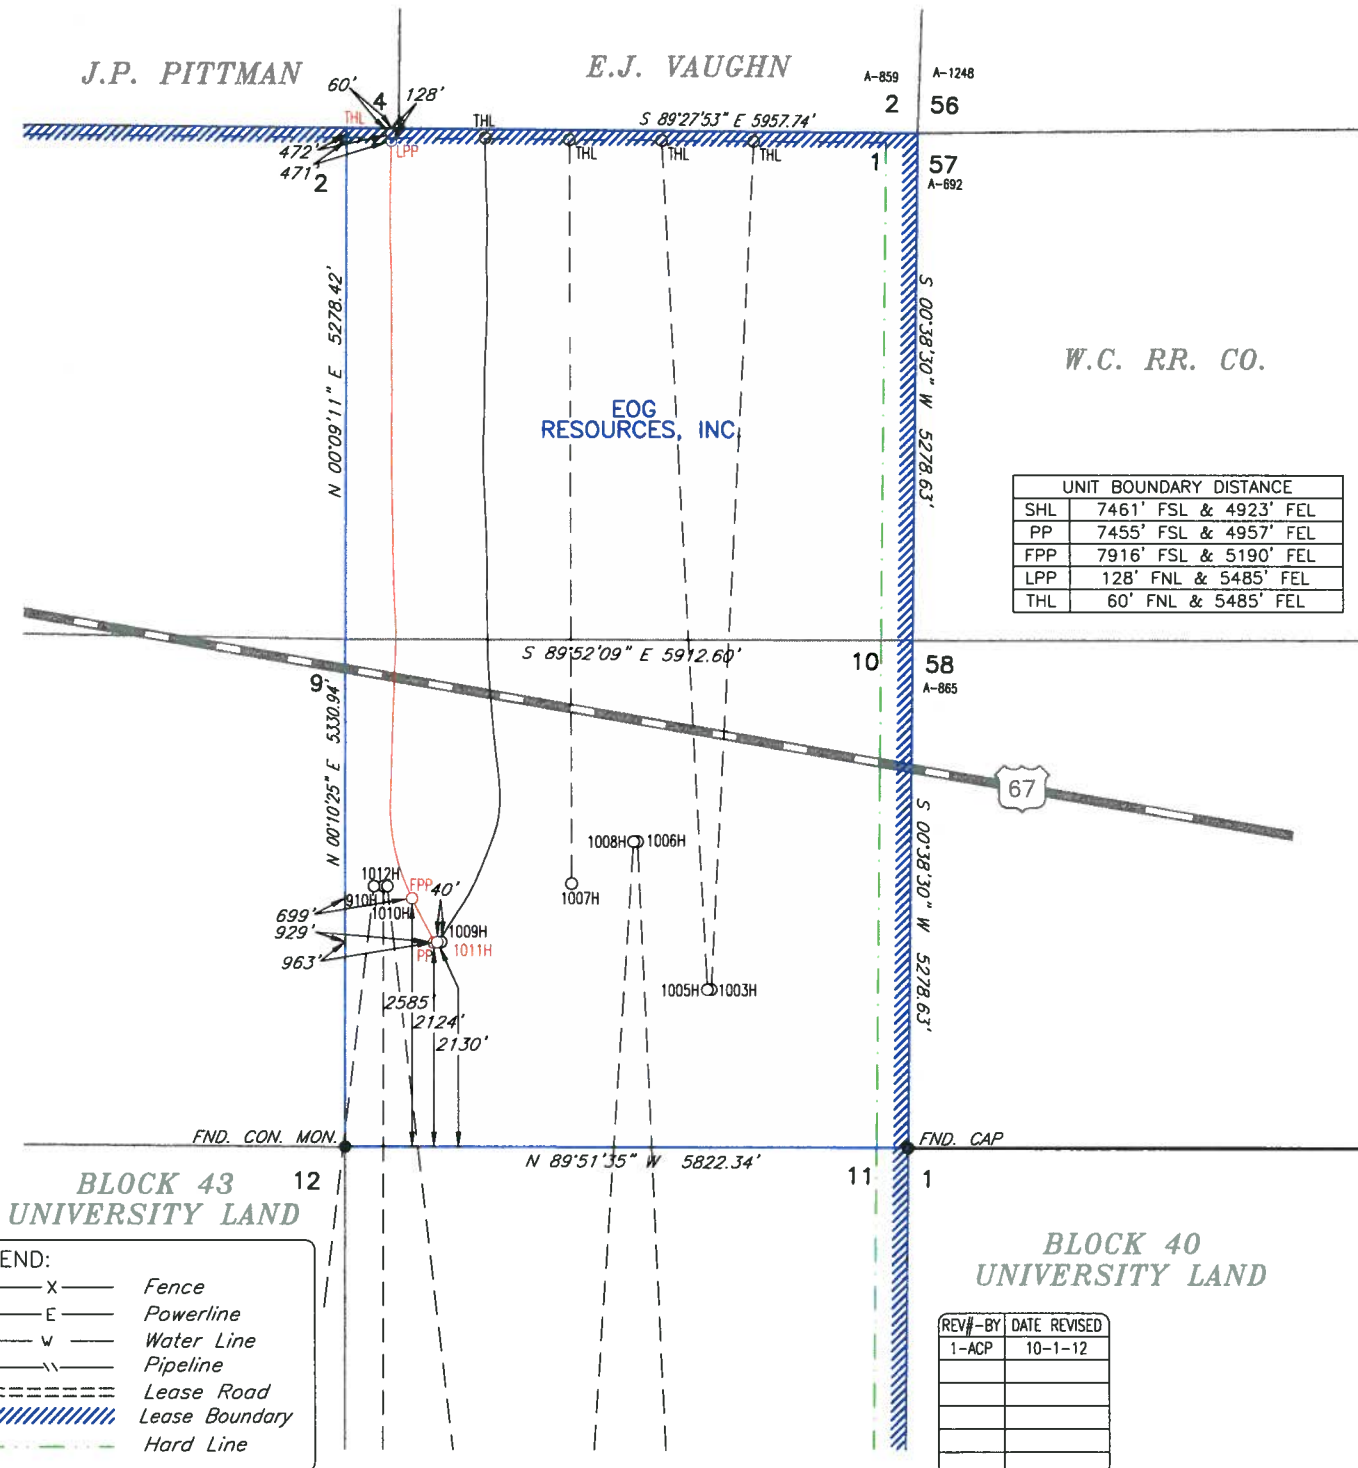 J.P. PITTMAN
E.J. VAUGHN
A-859
A-1248
60'
4
128'
2
56
THL
THL
S 89°27'53" E 5957.74'
472'
LPP
THL
THL
THL
1
57
471'
2
A-692
N 00°09'11" E 5278.42'
S 00°38'30" W 5278.63'
W.C. RR. CO.
EOG
RESOURCES, INC.
UNIT BOUNDARY DISTANCE
SHL 7461' FSL & 4923' FEL
PP 7455' FSL & 4957' FEL
FPP 7916' FSL & 5190' FEL
LPP 128' FNL & 5485' FEL
THL 60' FNL & 5485' FEL
S 89°52'09" E 5912.60'
10
58
9
A-865
N 00°10'25" E 5330.94'
S 00°38'30" W 5278.63'
67
1008H
1006H
1012H
FPP
40'
910H
1010H
1007H
699'
929'
1009H
PP
1011H
963'
1005H
1003H
2585'
2124'
2130'
FND. CON. MON.
FND. CAP
N 89°51'35" W 5822.34'
12
11
1
BLOCK 43
UNIVERSITY LAND
BLOCK 40
UNIVERSITY LAND
END:
X Fence
E Powerline
W Water Line
\\ Pipeline
Lease Road
Lease Boundary
Hard Line
REV#-BY DATE REVISED
1-ACP 10-1-12